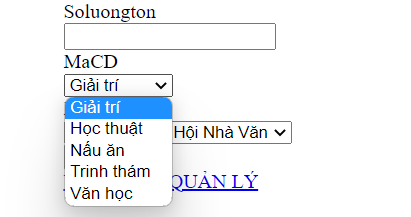 Soluongton
MaCD
Giải trí
Giải trí
Học thuật
Hội Nhà Văn
Nấu ăn
Trinh thám
QUẢN LÝ
Văn học